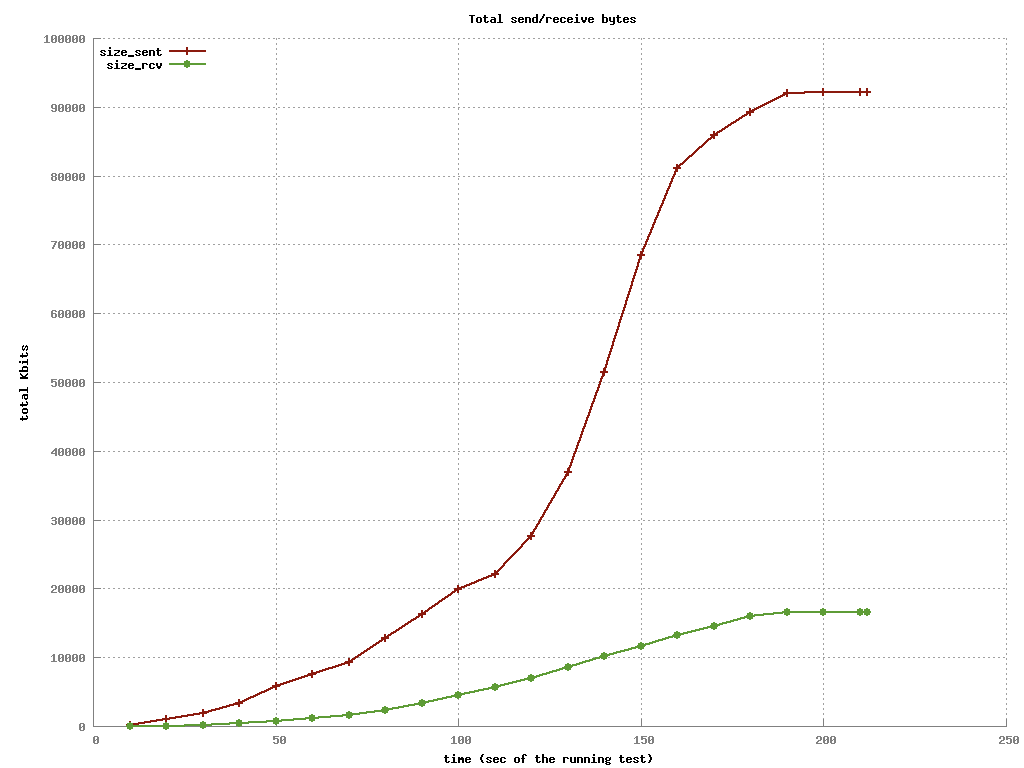 Total send/receive bytes
100000
size_sent
size_rcv
90000
80000
70000
60000
50000
total Kbits
40000
30000
20000
10000
0
0 50 100 150 200 250
time (sec of the running test)